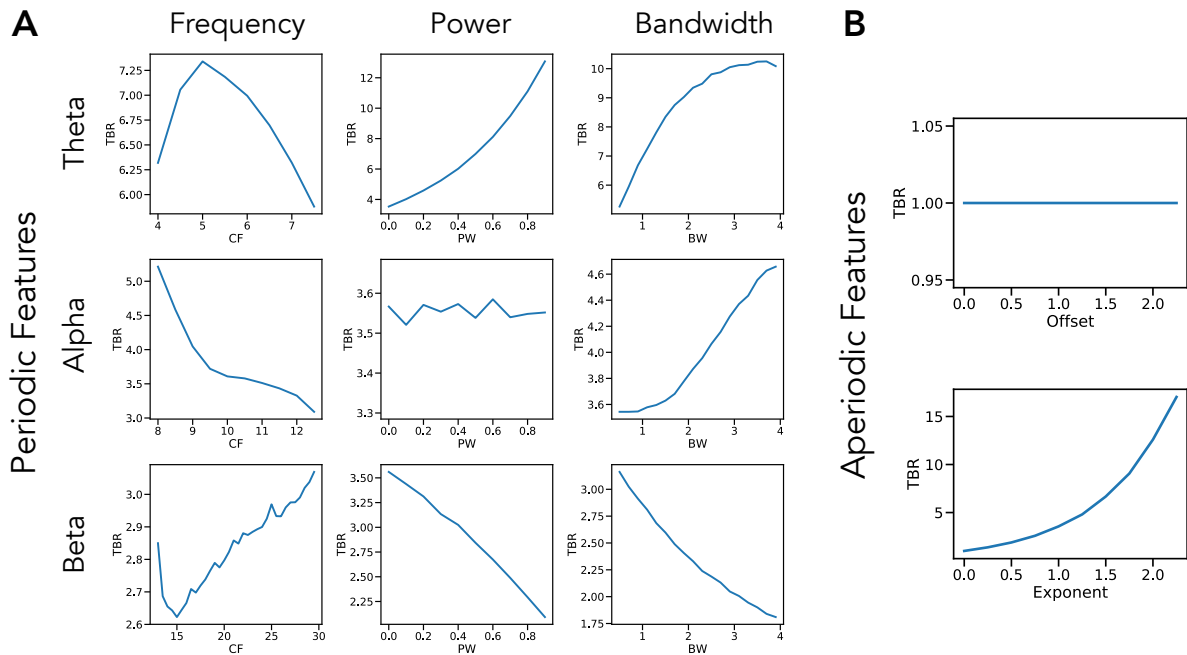 A
Frequency
Power
Bandwidth
B
Periodic Features
Theta
TBR
7.25
7.00
6.75
6.50
6.25
6.00
4 5 6 7
CF
TBR
12
10
8
6
4
0.0 0.2 0.4 0.6 0.8
PW
TBR
10
9
8
7
6
1 2 3 4
BW
Alpha
TBR
5.0
4.5
4.0
3.5
3.0
8 9 10 11 12
CF
TBR
3.6
3.5
3.4
3.3
0.0 0.2 0.4 0.6 0.8
PW
TBR
4.6
4.4
4.2
4.0
3.8
3.6
1 2 3 4
BW
Beta
TBR
3.0
2.9
2.8
2.7
2.6
15 20 25 30
CF
TBR
3.50
3.25
3.00
2.75
2.50
2.25
0.0 0.2 0.4 0.6 0.8
PW
TBR
3.00
2.75
2.50
2.25
2.00
1.75
1 2 3 4
BW
Aperiodic Features
TBR
1.05
1.00
0.95
0.0 0.5 1.0 1.5 2.0
Offset
TBR
15
10
5
0.0 0.5 1.0 1.5 2.0
Exponent